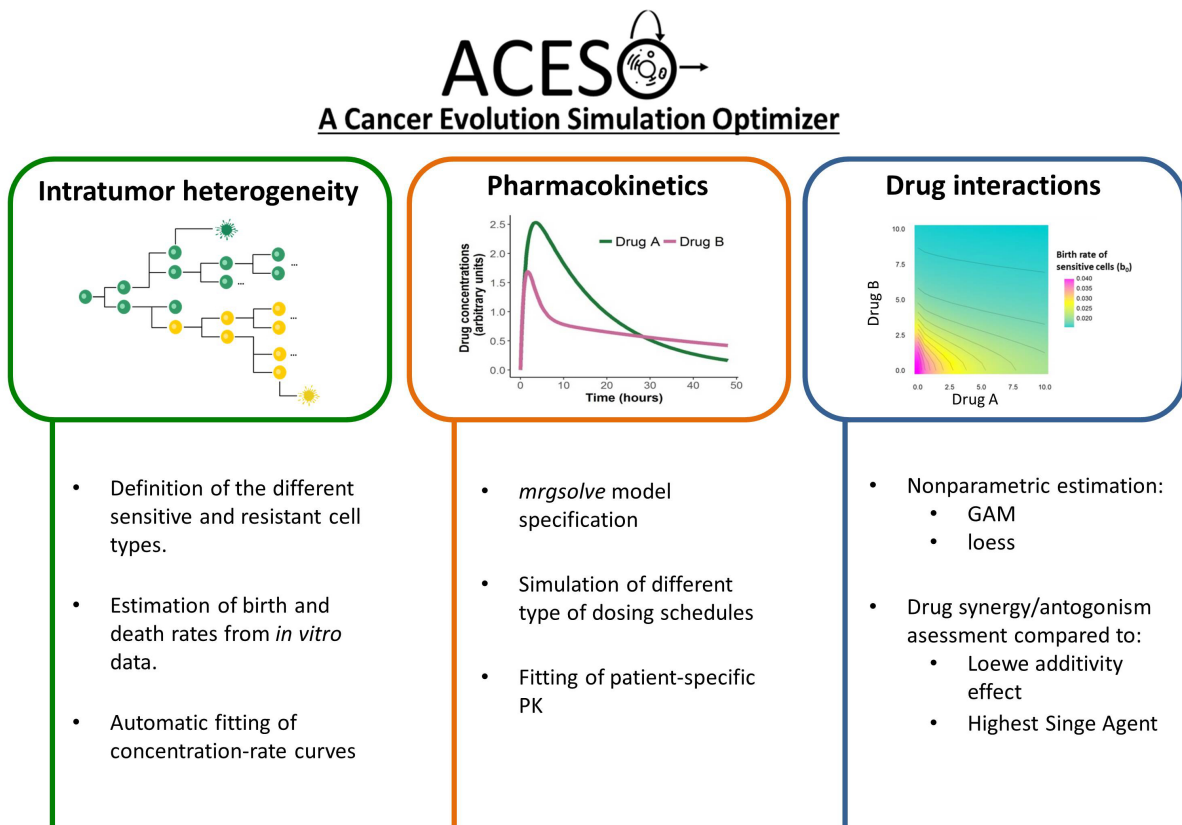 ACESO
A Cancer Evolution Simulation Optimizer
Intratumor heterogeneity
...
...
...
...
...
Definition of the different
sensitive and resistant cell
types.
Estimation of birth and
death rates from in vitro
data.
Automatic fitting of
concentration-rate curves
Pharmacokinetics
Drug concentrations
(arbitrary units)
2.5
2.0
1.5
1.0
0.5
0.0
Drug A Drug B
0 10 20 30 40 50
Time (hours)
mrgsolve model
specification
Simulation of different
type of dosing schedules
Fitting of patient-specific
PK
Drug interactions
Drug B
10.0
7.5
5.0
2.5
0.0
0.0 2.5 5.0 7.5 10.0
Drug A
Birth rate of
sensitive cells (b₀)
0.040
0.035
0.030
0.025
0.020
Nonparametric estimation:
GAM
loess
Drug synergy/antogonism
asessment compared to:
Loewe additivity
effect
Highest Singe Agent